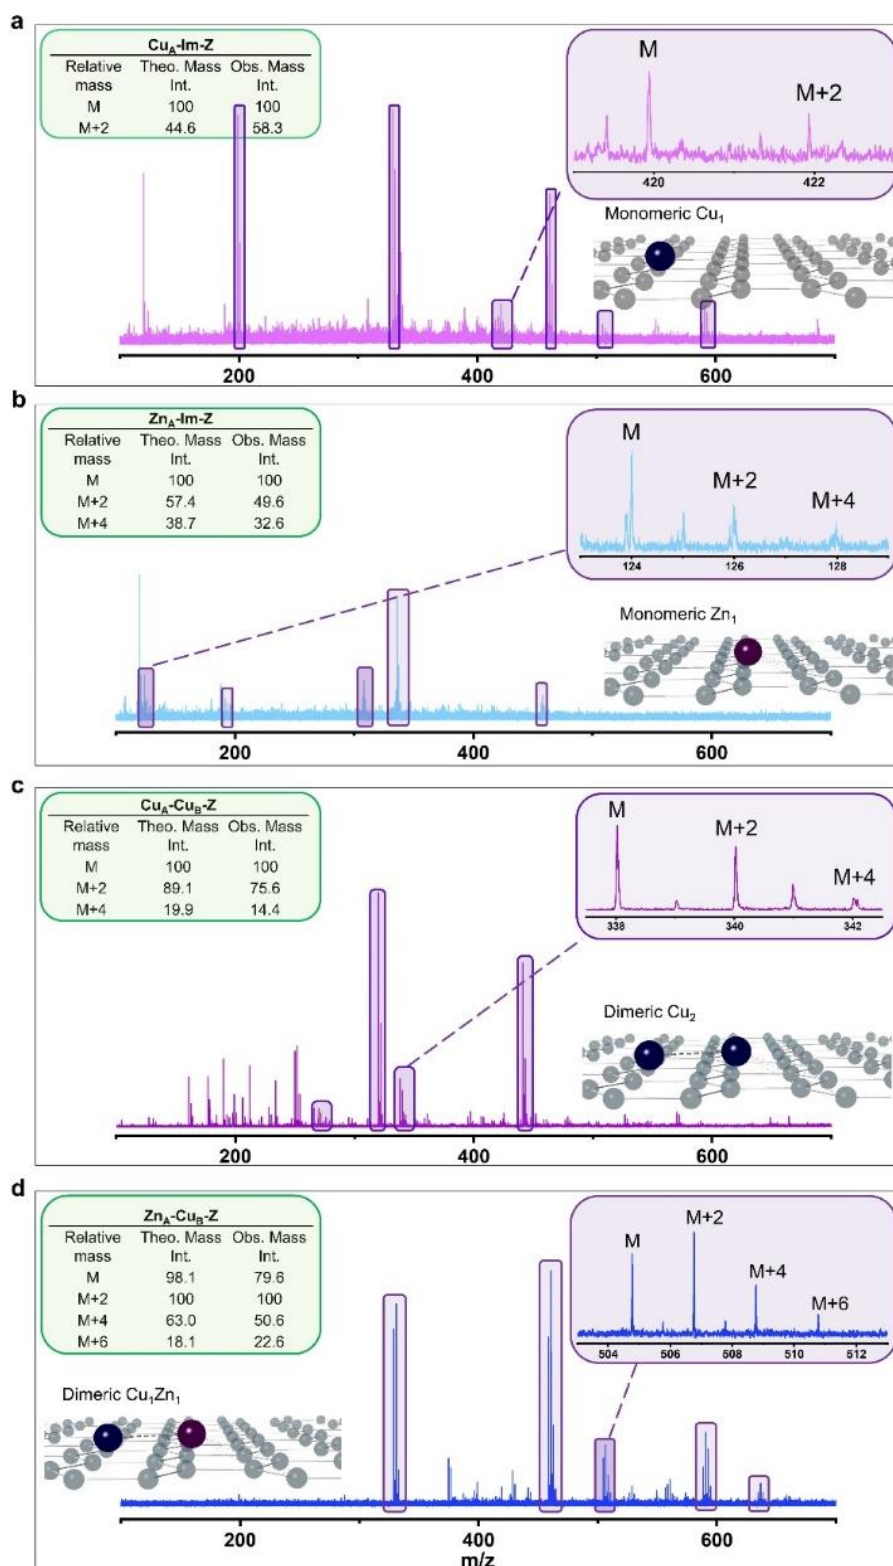 a
Cu_A-Im-Z
Relative mass Theo. Mass Int. Obs. Mass Int.
M 100 100
M+2 44.6 58.3
M
M+2
420 422
Monomeric Cu₁
200 400 600
b
Zn_A-Im-Z
Relative mass Theo. Mass Int. Obs. Mass Int.
M 100 100
M+2 57.4 49.6
M+4 38.7 32.6
M
M+2
M+4
124 126 128
Monomeric Zn₁
200 400 600
c
Cu_A-Cu_B-Z
Relative mass Theo. Mass Int. Obs. Mass Int.
M 100 100
M+2 89.1 75.6
M+4 19.9 14.4
M
M+2
M+4
338 340 342
Dimeric Cu₂
200 400 600
d
Zn_A-Cu_B-Z
Relative mass Theo. Mass Int. Obs. Mass Int.
M 98.1 79.6
M+2 100 100
M+4 63.0 50.6
M+6 18.1 22.6
M
M+2
M+4
M+6
504 506 508 510 512
Dimeric Cu₁Zn₁
200 400 600
m/z